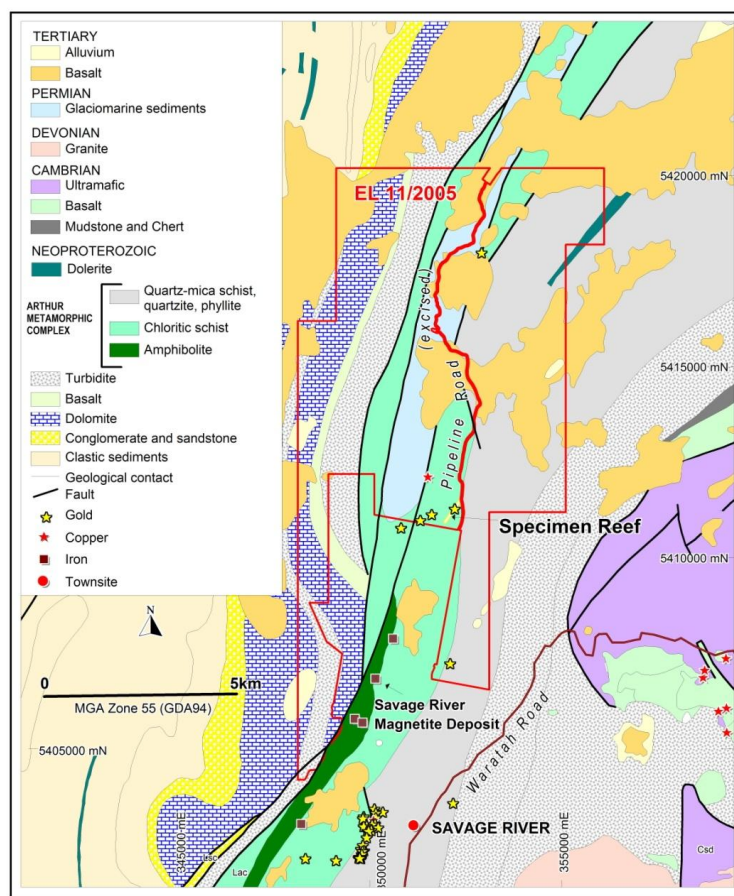 TERTIARY
Alluvium
Basalt
PERMIAN
Glaciomarine sediments
DEVONIAN
Granite
CAMBRIAN
Ultramafic
Basalt
Mudstone and Chert
NEOPROTEROZOIC
Dolerite
ARTHUR
METAMORPHIC
COMPLEX
Quartz-mica schist,
quartzite, phyllite
Chloritic schist
Amphibolite
Turbidite
Basalt
Dolomite
Conglomerate and sandstone
Clastic sediments
Geological contact
Fault
Gold
Copper
Iron
Townsite
N
0 5km
MGA Zone 55 (GDA94)
EL 11/2005
5420000 mN
(excised)
Pipeline Road
5415000 mN
Specimen Reef
5410000 mN
Savage River
Magnetite Deposit
Waratah Road
5405000 mN
SAVAGE RIVER
345000 mE
350000 mE
355000 mE
Lsc
Lac
Csd